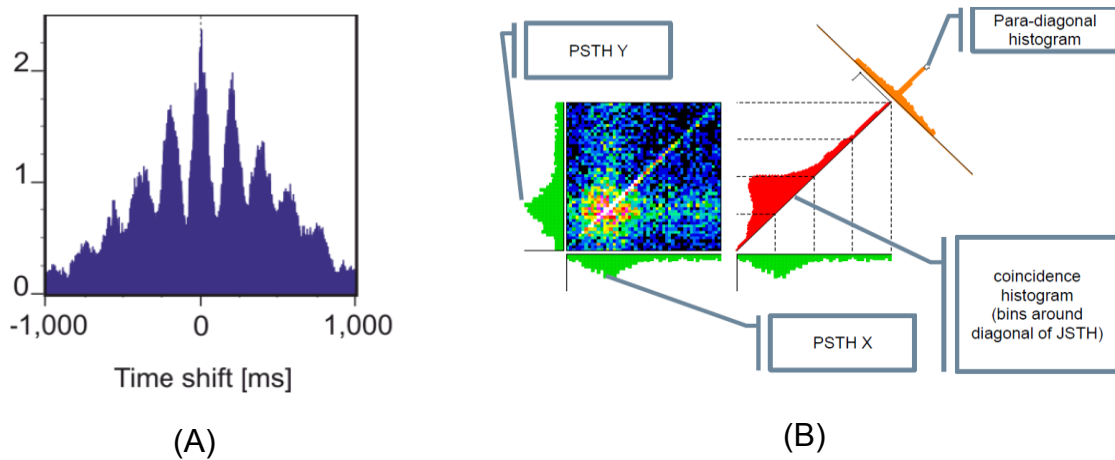 2
1
0
-1,000
0
1,000
Time shift [ms]
(A)
PSTH Y
Para-diagonal
histogram
coincidence
histogram
(bins around
diagonal of JSTH)
PSTH X
(B)